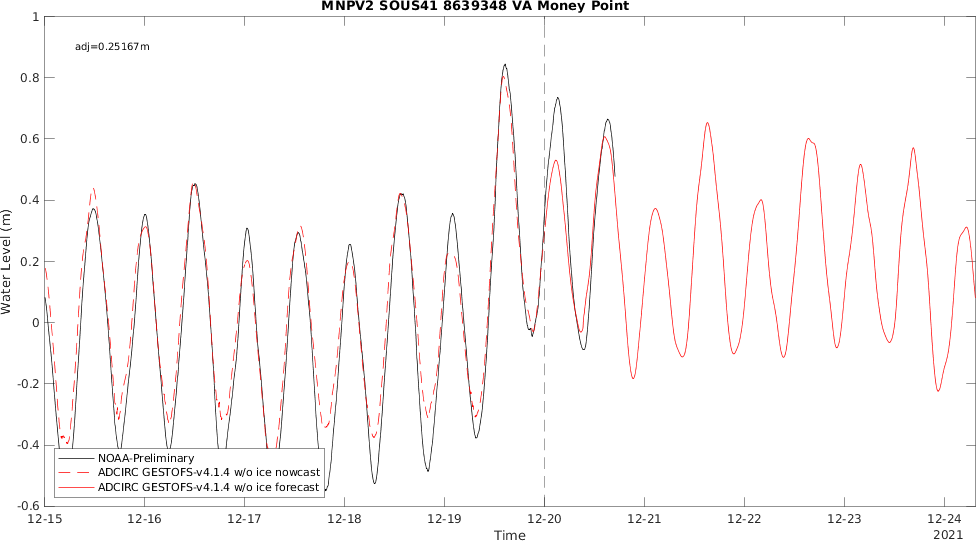 MNPV2 SOUS41 8639348 VA Money Point
adj=0.25167m
1
0.8
0.6
0.4
0.2
0
-0.2
-0.4
-0.6
Water Level (m)
NOAA-Preliminary
ADCIRC GESTOFS-v4.1.4 w/o ice nowcast
ADCIRC GESTOFS-v4.1.4 w/o ice forecast
12-15 12-16 12-17 12-18 12-19 12-20 12-21 12-22 12-23 12-24
Time
2021